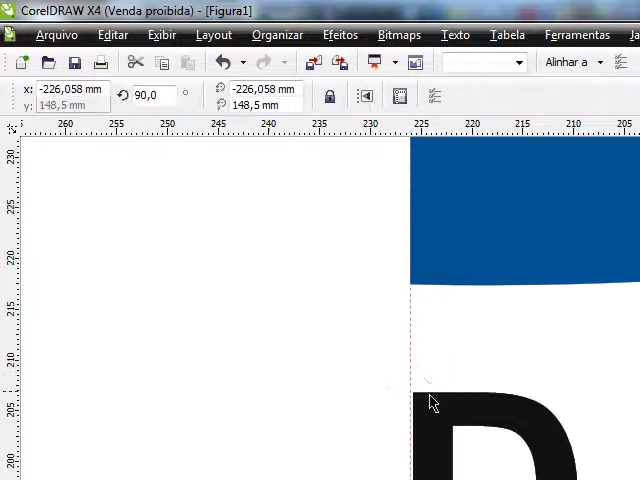 CorelDRAW X4 (Venda proibida) - [Figura1]
Arquivo Editar Exibir Layout Organizar Efeitos Bitmaps Texto Tabela Ferramentas Ja
Alinhar a
x: -226,058 mm 90,0 ° -226,058 mm
y: 148,5 mm 148,5 mm
260 255 250 245 240 235 230 225 220 215 210 205
230
225
220
215
210
205
200